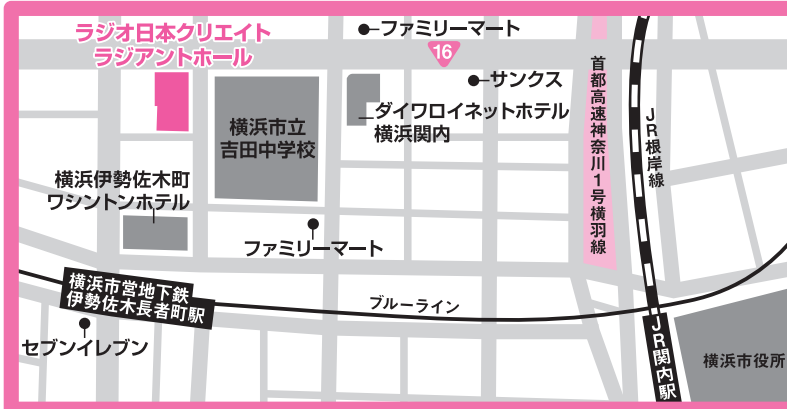 ラジオ日本クリエイト
ラジアントホール
ファミリーマート
16
サンクス
ダイワロイネットホテル
横浜関内
横浜市立
吉田中学校
首都高速神奈川1号横羽線
JR根岸線
横浜伊勢佐木町
ワシントンホテル
ファミリーマート
横浜市営地下鉄
伊勢佐木長者町駅
ブルーライン
セブンイレブン
JR関内駅
横浜市役所